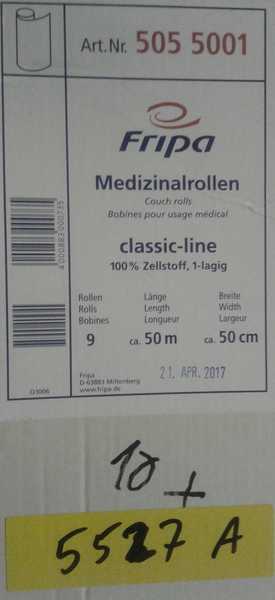 Art.Nr. 505 5001
Fripa
Medizinalrollen
Couch rolls
Bobines pour usage médical
classic-line
100% Zellstoff, 1-lagig
Rollen Länge Breite
Rolls Length Width
Bobines Longueur Largeur
9 ca. 50 m ca. 50 cm
Fripa
D-63883 Miltenberg
www.fripa.de
21. APR. 2017
4000883000735
O1006
5527 A